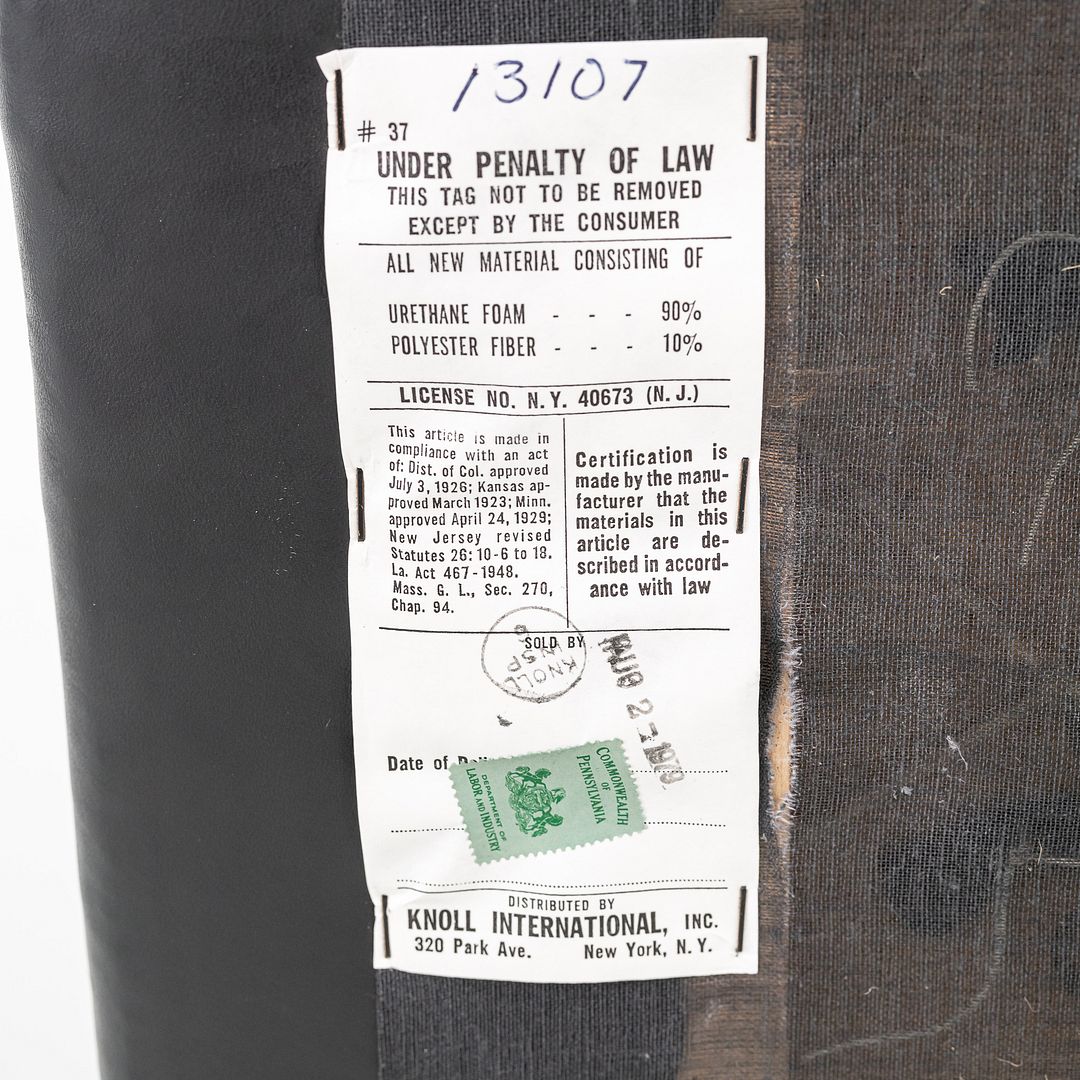 13107
# 37
UNDER PENALTY OF LAW
THIS TAG NOT TO BE REMOVED
EXCEPT BY THE CONSUMER
ALL NEW MATERIAL CONSISTING OF
URETHANE FOAM - - - 90%
POLYESTER FIBER - - - 10%
LICENSE NO. N.Y. 40673 (N.J.)
This article is made in
compliance with an act
of: Dist. of Col. approved
July 3, 1926; Kansas ap-
proved March 1923; Minn.
approved April 24, 1929;
New Jersey revised
Statutes 26:10-6 to 18.
La. Act 467-1948.
Mass. G. L., Sec. 270,
Chap. 94.
Certification is
made by the manu-
facturer that the
materials in this
article are de-
scribed in accord-
ance with law
SOLD BY
KNOLL
INSP
AUG 2
Date of
COMMONWEALTH
OF
PENNSYLVANIA
DEPARTMENT OF
LABOR AND INDUSTRY
DISTRIBUTED BY
KNOLL INTERNATIONAL, INC.
320 Park Ave. New York, N.Y.